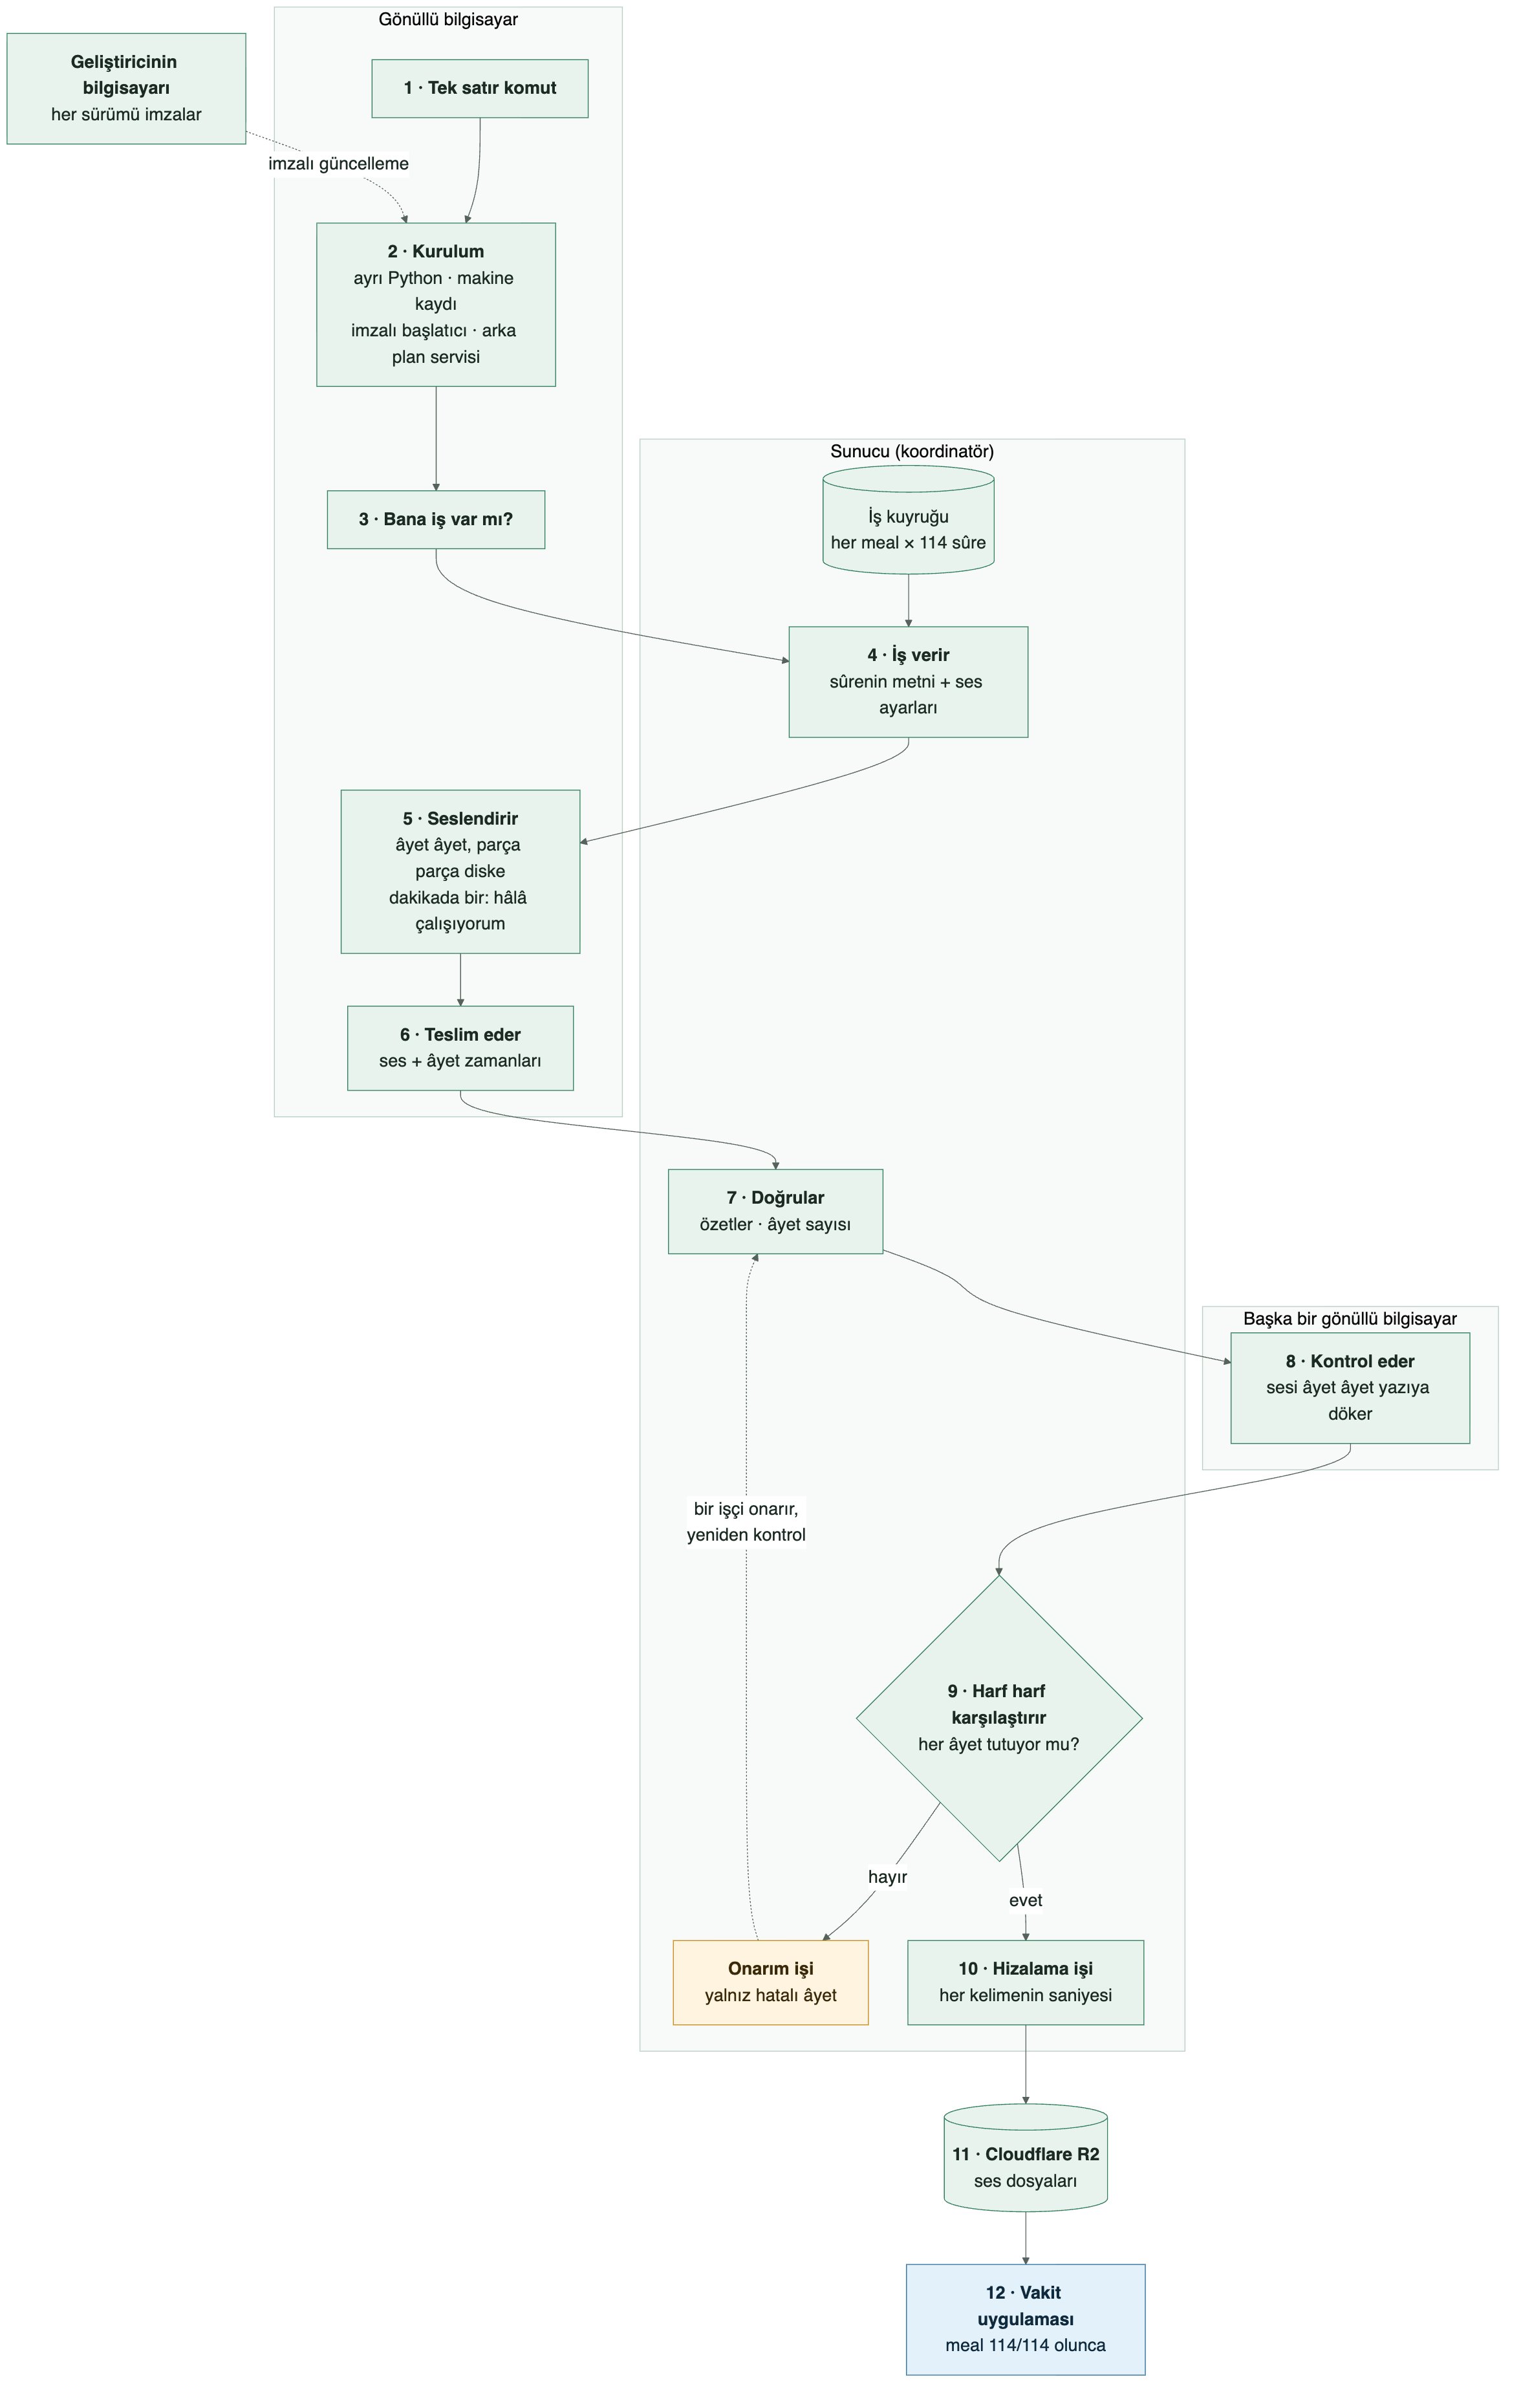 Gönüllü bilgisayar
Geliştiricinin
bilgisayarı
her sürümü imzalar
1 · Tek satır komut
imzalı güncelleme
2 · Kurulum
ayrı Python · makine
kaydı
imzalı başlatıcı · arka
plan servisi
3 · Bana iş var mı?
Sunucu (koordinatör)
İş kuyruğu
her meal × 114 sûre
4 · İş verir
sûrenin metni + ses
ayarları
5 · Seslendirir
âyet âyet, parça
parça diske
dakikada bir: hâlâ
çalışıyorum
6 · Teslim eder
ses + âyet zamanları
7 · Doğrular
özetler · âyet sayısı
Başka bir gönüllü bilgisayar
8 · Kontrol eder
sesi âyet âyet yazıya
döker
bir işçi onarır,
yeniden kontrol
9 · Harf harf
karşılaştırır
her âyet tutuyor mu?
hayır
evet
Onarım işi
yalnız hatalı âyet
10 · Hizalama işi
her kelimenin saniyesi
11 · Cloudflare R2
ses dosyaları
12 · Vakit
uygulaması
meal 114/114 olunca